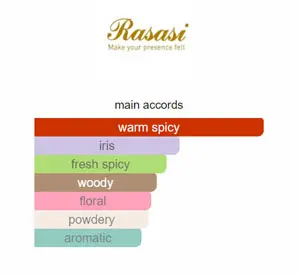 Rasasi
Make your presence felt
main accords
warm spicy
iris
fresh spicy
woody
floral
powdery
aromatic